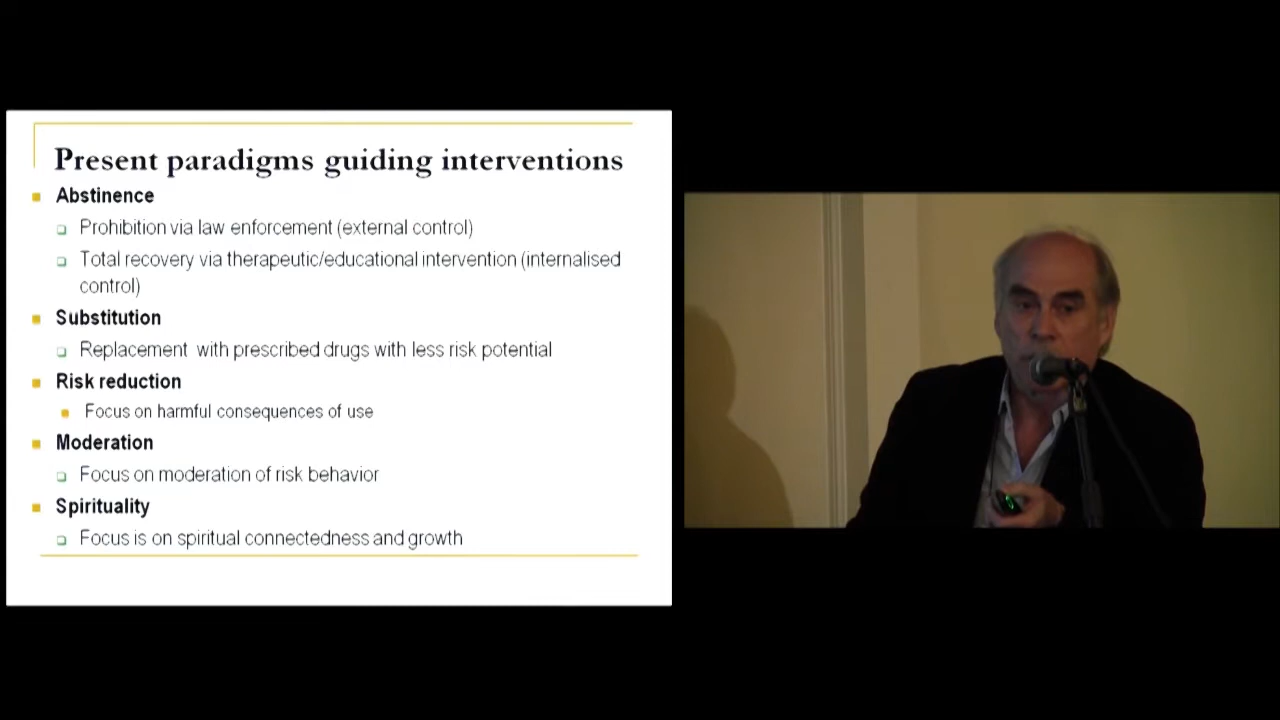 Present paradigms guiding interventions
Abstinence
Prohibition via law enforcement (external control)
Total recovery via therapeutic/educational intervention (internalised
control)
Substitution
Replacement with prescribed drugs with less risk potential
Risk reduction
Focus on harmful consequences of use
Moderation
Focus on moderation of risk behavior
Spirituality
Focus is on spiritual connectedness and growth